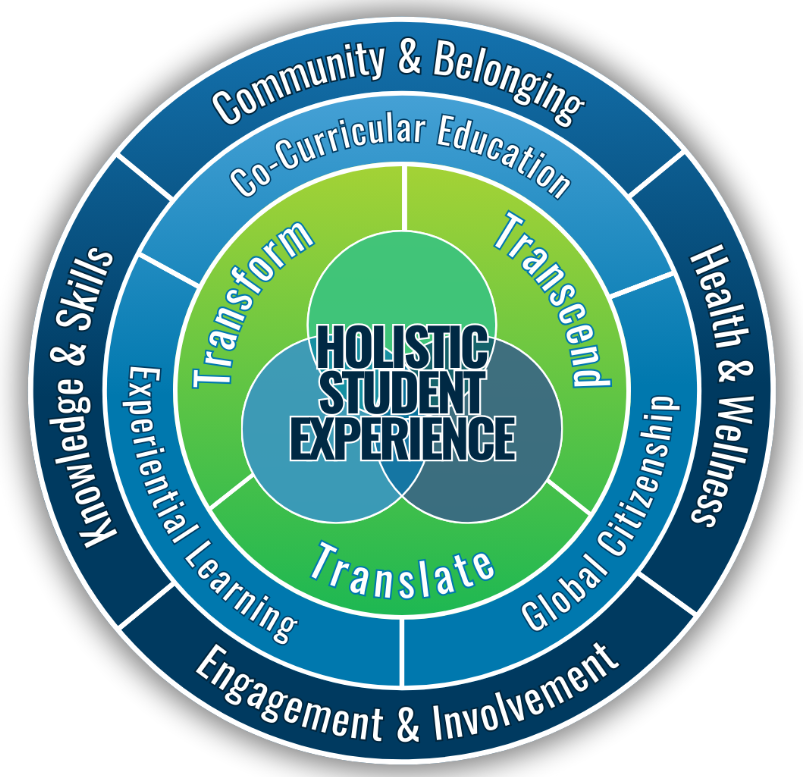 Community & Belonging
Co-Curricular Education
Transform
Transcend
Knowledge & Skills
Health & Wellness
HOLISTIC
STUDENT
EXPERIENCE
Experiential Learning
Global Citizenship
Translate
Engagement & Involvement